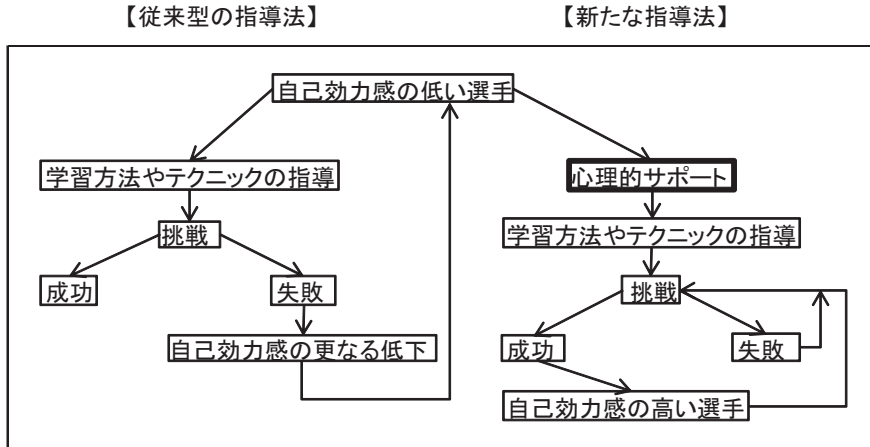 【従来型の指導法】
【新たな指導法】
自己効力感の低い選手
学習方法やテクニックの指導
挑戦
成功
失敗
自己効力感の更なる低下
心理的サポート
学習方法やテクニックの指導
挑戦
成功
失敗
自己効力感の高い選手